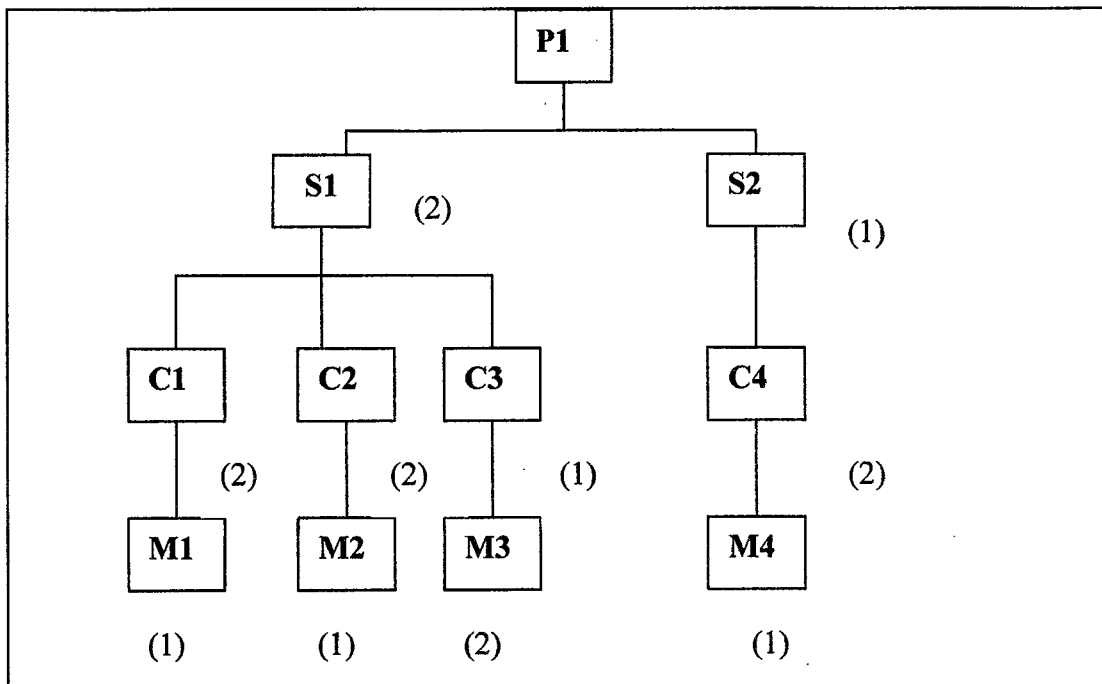 P1
S1 S2
(2) (1)
C1 C2 C3 C4
(2) (2) (1) (2)
M1 M2 M3 M4
(1) (1) (2) (1)